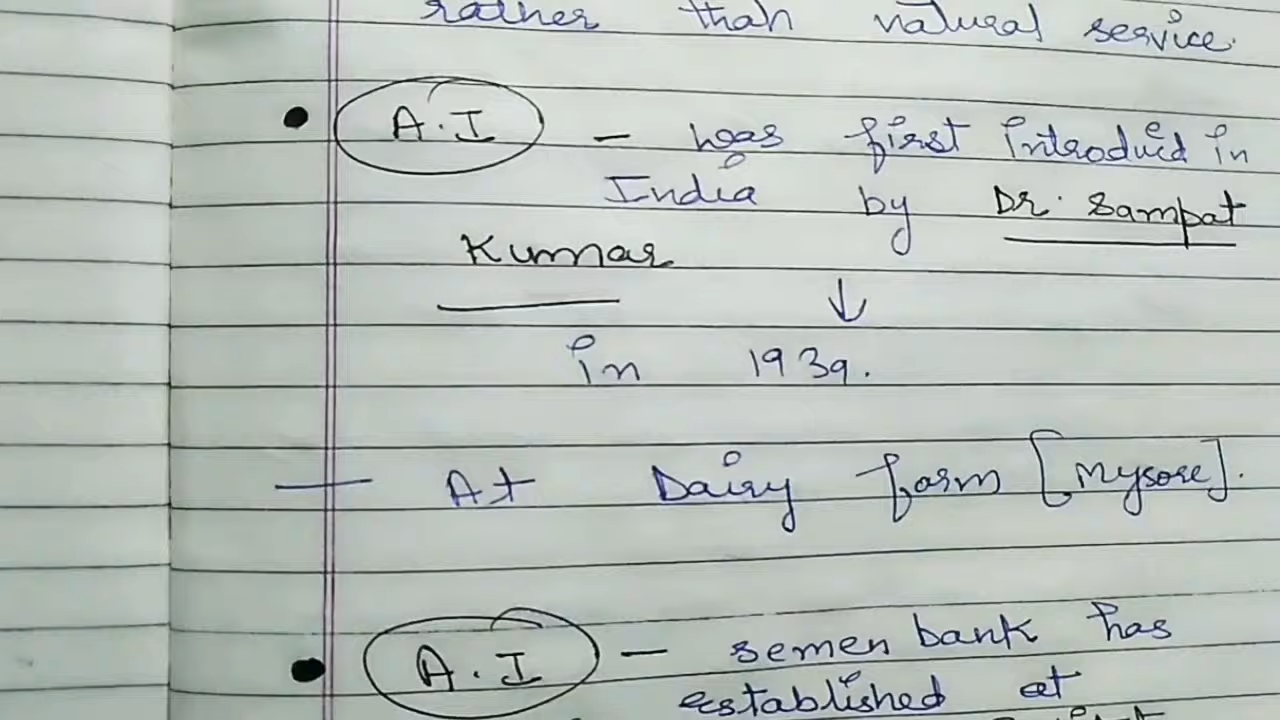 rather than natural service.
• A.I - was first introduced in
India by Dr. Sampat
Kumar ↓
in 1939.
— At Dairy farm [Mysore].
• A.I - semen bank has
established at